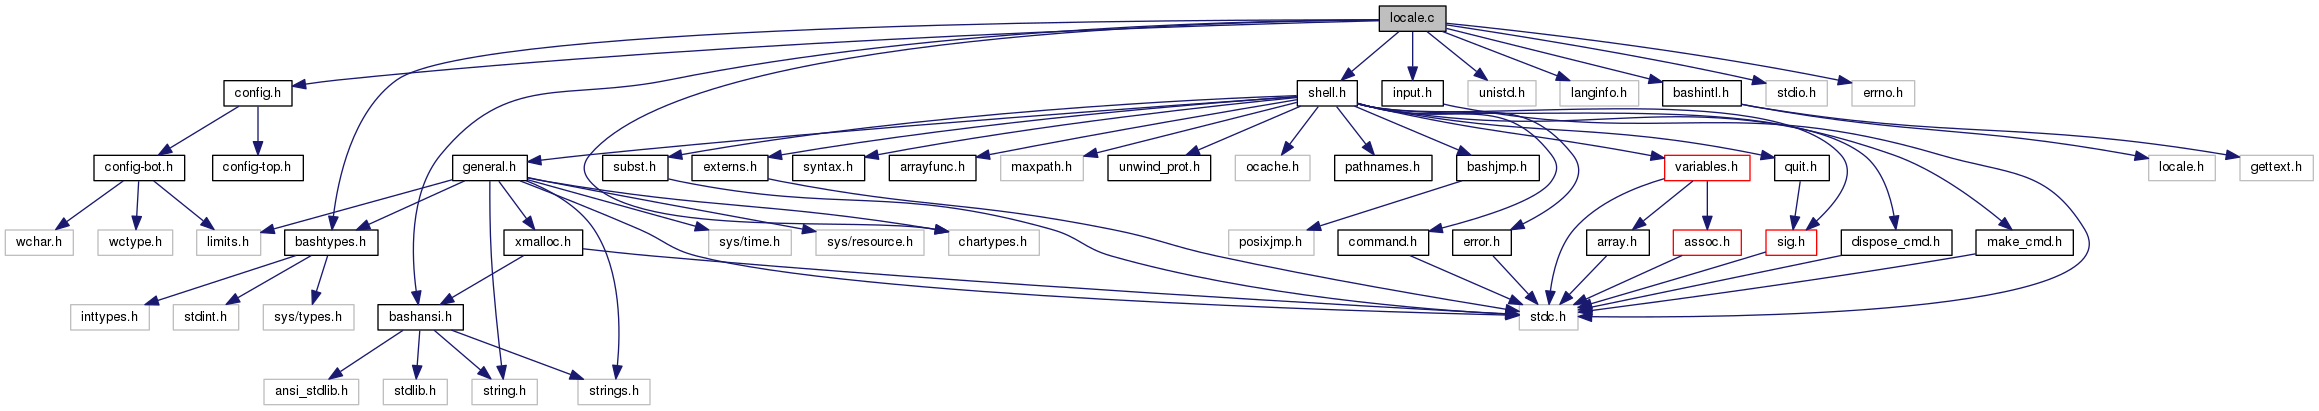 locale.c
config.h
shell.h
input.h
unistd.h
langinfo.h
bashintl.h
stdio.h
errno.h
config-bot.h
config-top.h
general.h
subst.h
externs.h
syntax.h
arrayfunc.h
maxpath.h
unwind_prot.h
ocache.h
pathnames.h
bashjmp.h
variables.h
quit.h
locale.h
gettext.h
wchar.h
wctype.h
limits.h
bashtypes.h
xmalloc.h
sys/time.h
sys/resource.h
chartypes.h
posixjmp.h
command.h
error.h
array.h
assoc.h
sig.h
dispose_cmd.h
make_cmd.h
inttypes.h
stdint.h
sys/types.h
bashansi.h
stdc.h
ansi_stdlib.h
stdlib.h
string.h
strings.h